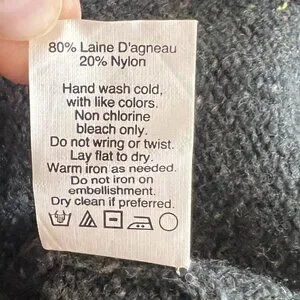 80% Laine D'agneau
20% Nylon
Hand wash cold,
with like colors.
Non chlorine
bleach only.
Do not wring or twist.
Lay flat to dry.
Warm iron as needed.
Do not iron on
embellishment.
Dry clean if preferred.